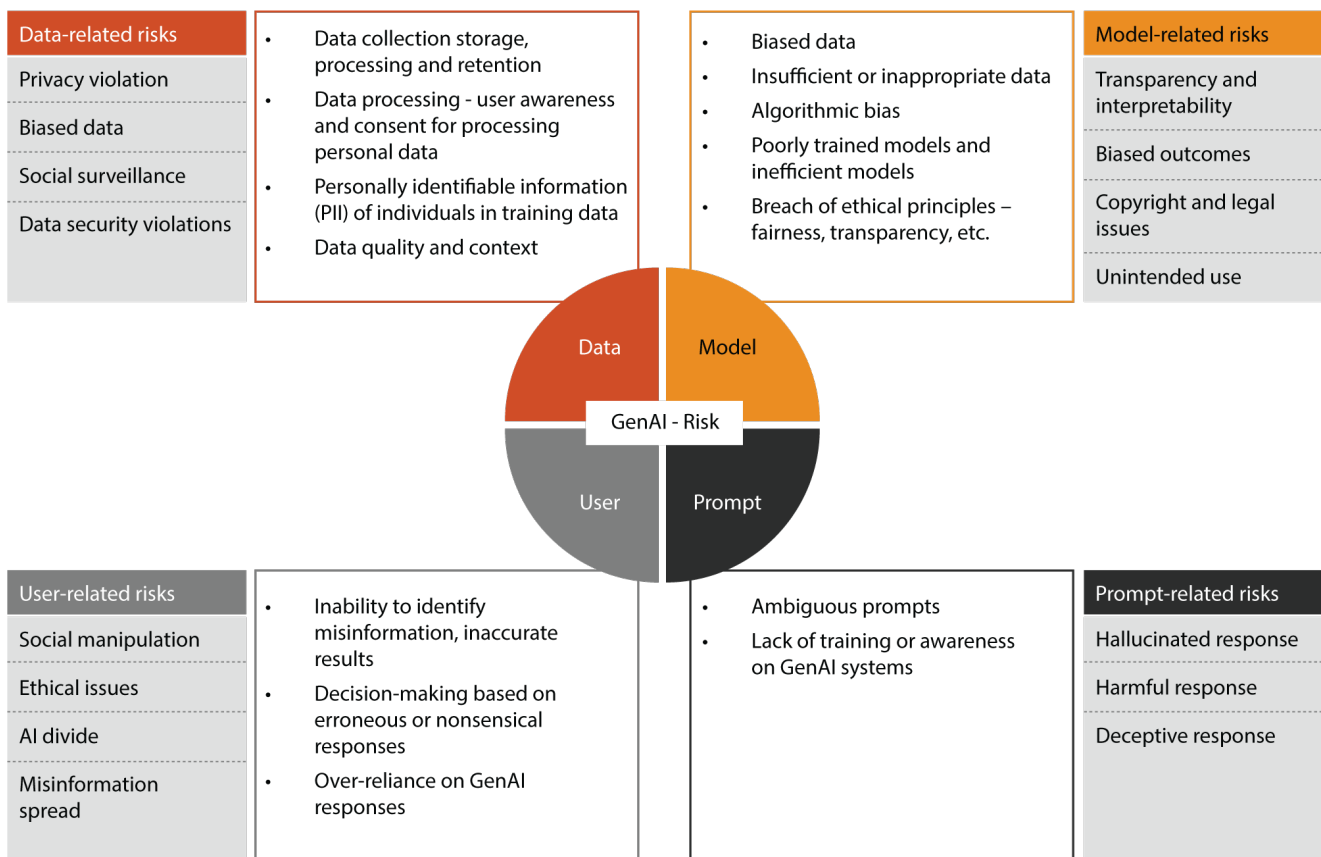 Data-related risks
Privacy violation
Biased data
Social surveillance
Data security violations
• Data collection storage,
processing and retention
• Data processing - user awareness
and consent for processing
personal data
• Personally identifiable information
(PII) of individuals in training data
• Data quality and context
• Biased data
• Insufficient or inappropriate data
• Algorithmic bias
• Poorly trained models and
inefficient models
• Breach of ethical principles –
fairness, transparency, etc.
Model-related risks
Transparency and
interpretability
Biased outcomes
Copyright and legal
issues
Unintended use
Data
Model
GenAI - Risk
User
Prompt
User-related risks
Social manipulation
Ethical issues
AI divide
Misinformation
spread
• Inability to identify
misinformation, inaccurate
results
• Decision-making based on
erroneous or nonsensical
responses
• Over-reliance on GenAI
responses
• Ambiguous prompts
• Lack of training or awareness
on GenAI systems
Prompt-related risks
Hallucinated response
Harmful response
Deceptive response